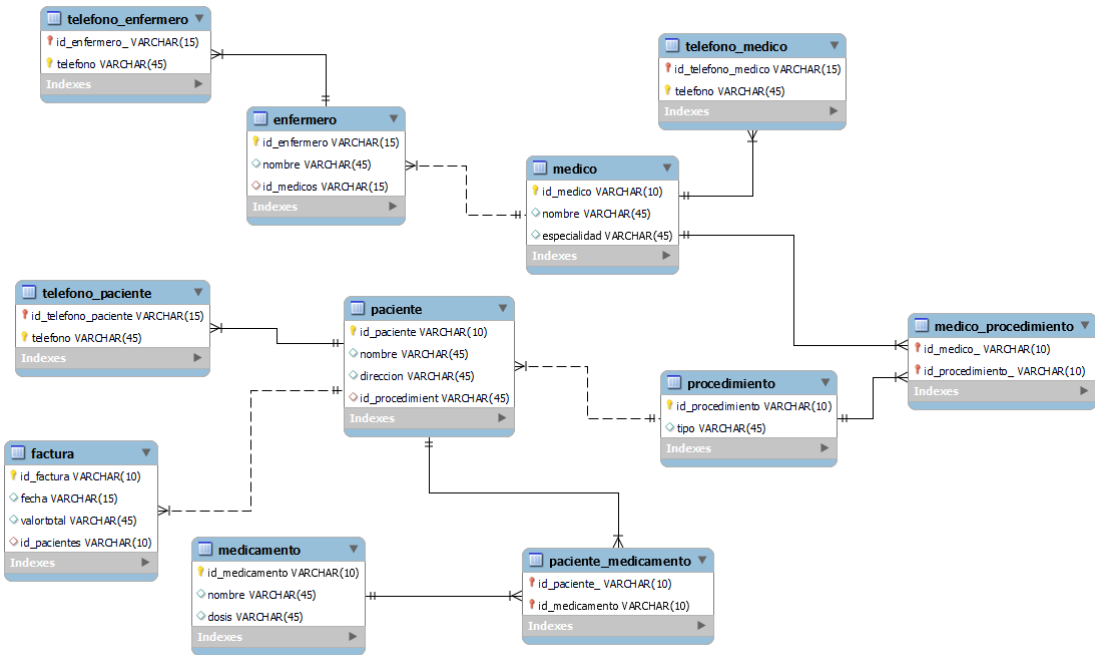 telefono_enfermero
id_enfermero_ VARCHAR(15)
telefono VARCHAR(45)
Indexes
telefono_medico
id_telefono_medico VARCHAR(15)
telefono VARCHAR(45)
Indexes
enfermero
id_enfermero VARCHAR(15)
nombre VARCHAR(45)
id_medicos VARCHAR(15)
Indexes
medico
id_medico VARCHAR(10)
nombre VARCHAR(45)
especialidad VARCHAR(45)
Indexes
telefono_paciente
id_telefono_paciente VARCHAR(15)
telefono VARCHAR(45)
Indexes
paciente
id_paciente VARCHAR(10)
nombre VARCHAR(45)
direccion VARCHAR(45)
id_procedimient VARCHAR(45)
Indexes
medico_procedimiento
id_medico_ VARCHAR(10)
id_procedimiento_ VARCHAR(10)
Indexes
procedimiento
id_procedimiento VARCHAR(10)
tipo VARCHAR(45)
Indexes
factura
id_factura VARCHAR(10)
fecha VARCHAR(15)
valortotal VARCHAR(45)
id_pacientes VARCHAR(10)
Indexes
medicamento
id_medicamento VARCHAR(10)
nombre VARCHAR(45)
dosis VARCHAR(45)
Indexes
paciente_medicamento
id_paciente_ VARCHAR(10)
id_medicamento VARCHAR(10)
Indexes